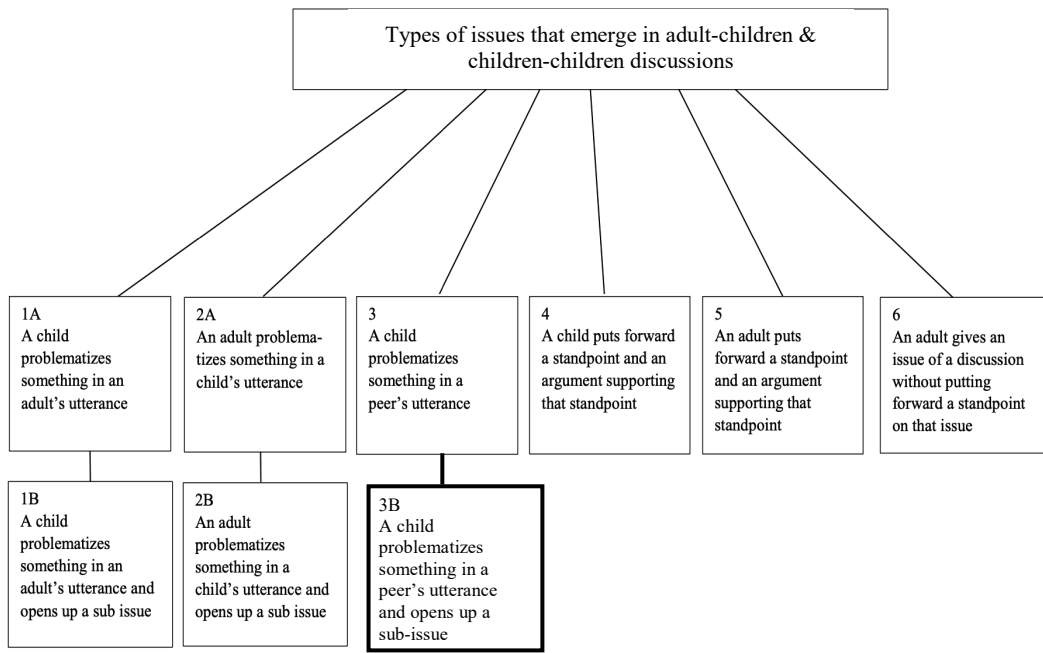 Types of issues that emerge in adult-children &
children-children discussions
1A
A child
problematizes
something in an
adult’s utterance
2A
An adult problema-
tizes something in a
child’s utterance
3
A child
problematizes
something in a
peer’s utterance
4
A child puts forward
a standpoint and an
argument supporting
that standpoint
5
An adult puts
forward a standpoint
and an argument
supporting that
standpoint
6
An adult gives an
issue of a discussion
without putting
forward a standpoint
on that issue
1B
A child
problematizes
something in an
adult’s utterance and
opens up a sub issue
2B
An adult
problematizes
something in a
child’s utterance and
opens up a sub issue
3B
A child
problematizes
something in a
peer’s utterance
and opens up a
sub-issue